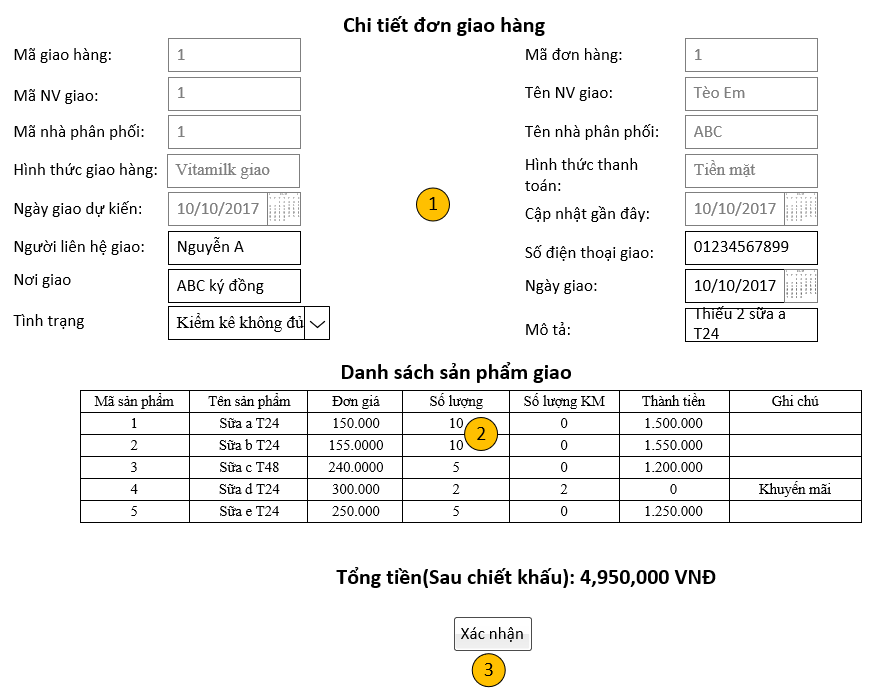 Chi tiết đơn giao hàng
Mã giao hàng: 1 Mã đơn hàng: 1
Mã NV giao: 1 Tên NV giao: Tèo Em
Mã nhà phân phối: 1 Tên nhà phân phối: ABC
Hình thức giao hàng: Vitamilk giao Hình thức thanh toán: Tiền mặt
Ngày giao dự kiến: 10/10/2017 Cập nhật gần đây: 10/10/2017
1
Người liên hệ giao: Nguyễn A Số điện thoại giao: 01234567899
Nơi giao ABC ký đồng Ngày giao: 10/10/2017
Tình trạng Kiểm kê không đủ Mô tả: Thiếu 2 sữa a T24
Danh sách sản phẩm giao
Mã sản phẩm Tên sản phẩm Đơn giá Số lượng Số lượng KM Thành tiền Ghi chú
1 Sữa a T24 150.000 10 0 1.500.000
2 Sữa b T24 155.0000 10 0 1.550.000
2
3 Sữa c T48 240.0000 5 0 1.200.000
4 Sữa d T24 300.000 2 2 0 Khuyến mãi
5 Sữa e T24 250.000 5 0 1.250.000
Tổng tiền(Sau chiết khấu): 4,950,000 VNĐ
Xác nhận
3